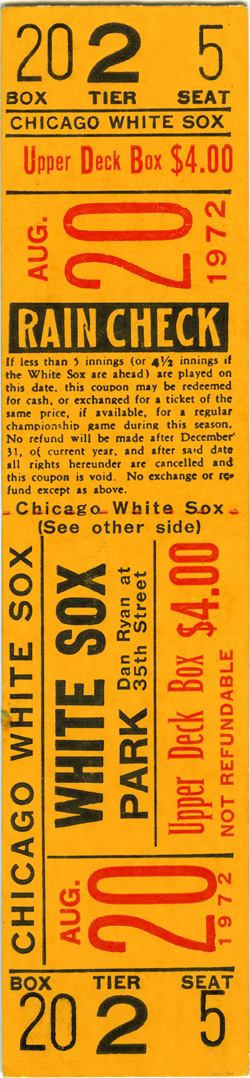 20 2 5
BOX TIER SEAT
CHICAGO WHITE SOX
Upper Deck Box $4.00
AUG. 20 1972
RAIN CHECK
If less than 5 innings (or 4½ innings if
the White Sox are ahead) are played on
this date, this coupon may be redeemed
for cash, or exchanged for a ticket of the
same price, if available, for a regular
championship game during this season.
No refund will be made after December
31, of current year, and after said date
all rights hereunder are cancelled and
this coupon is void. No exchange or re-
fund except as above.
Chicago White Sox
(See other side)
CHICAGO WHITE SOX
WHITE SOX
PARK Dan Ryan at
35th Street
Upper Deck Box $4.00
NOT REFUNDABLE
AUG. 20 1972
BOX TIER SEAT
20 2 5